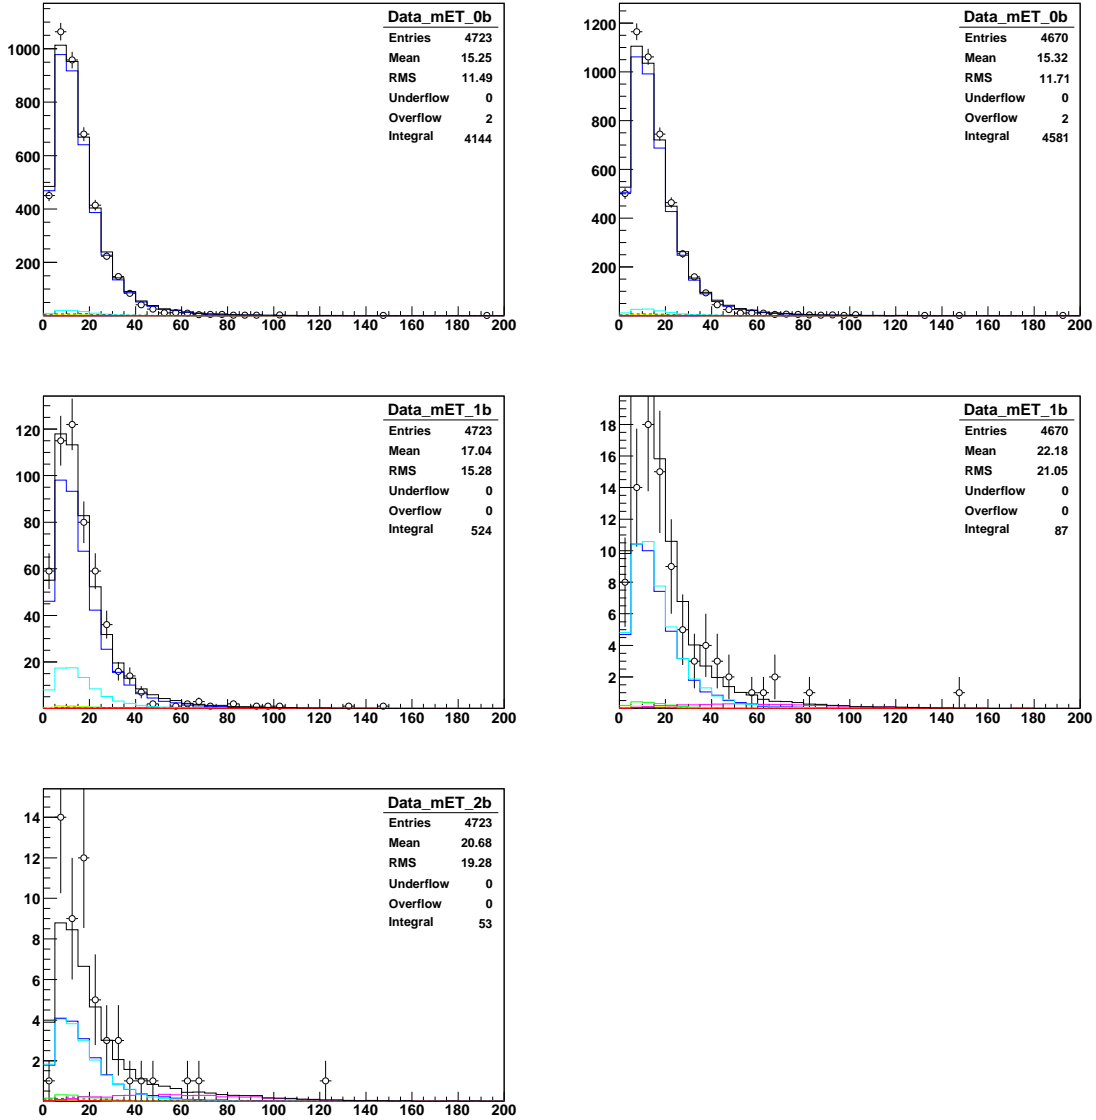 Data_mET_0b
Entries 4723
Mean 15.25
RMS 11.49
Underflow 0
Overflow 2
Integral 4144
1000
800
600
400
200
0 20 40 60 80 100 120 140 160 180 200
Data_mET_0b
Entries 4670
Mean 15.32
RMS 11.71
Underflow 0
Overflow 2
Integral 4581
1200
1000
800
600
400
200
0 20 40 60 80 100 120 140 160 180 200
Data_mET_1b
Entries 4723
Mean 17.04
RMS 15.28
Underflow 0
Overflow 0
Integral 524
120
100
80
60
40
20
0 20 40 60 80 100 120 140 160 180 200
Data_mET_1b
Entries 4670
Mean 22.18
RMS 21.05
Underflow 0
Overflow 0
Integral 87
18
16
14
12
10
8
6
4
2
0 20 40 60 80 100 120 140 160 180 200
Data_mET_2b
Entries 4723
Mean 20.68
RMS 19.28
Underflow 0
Overflow 0
Integral 53
14
12
10
8
6
4
2
0 20 40 60 80 100 120 140 160 180 200